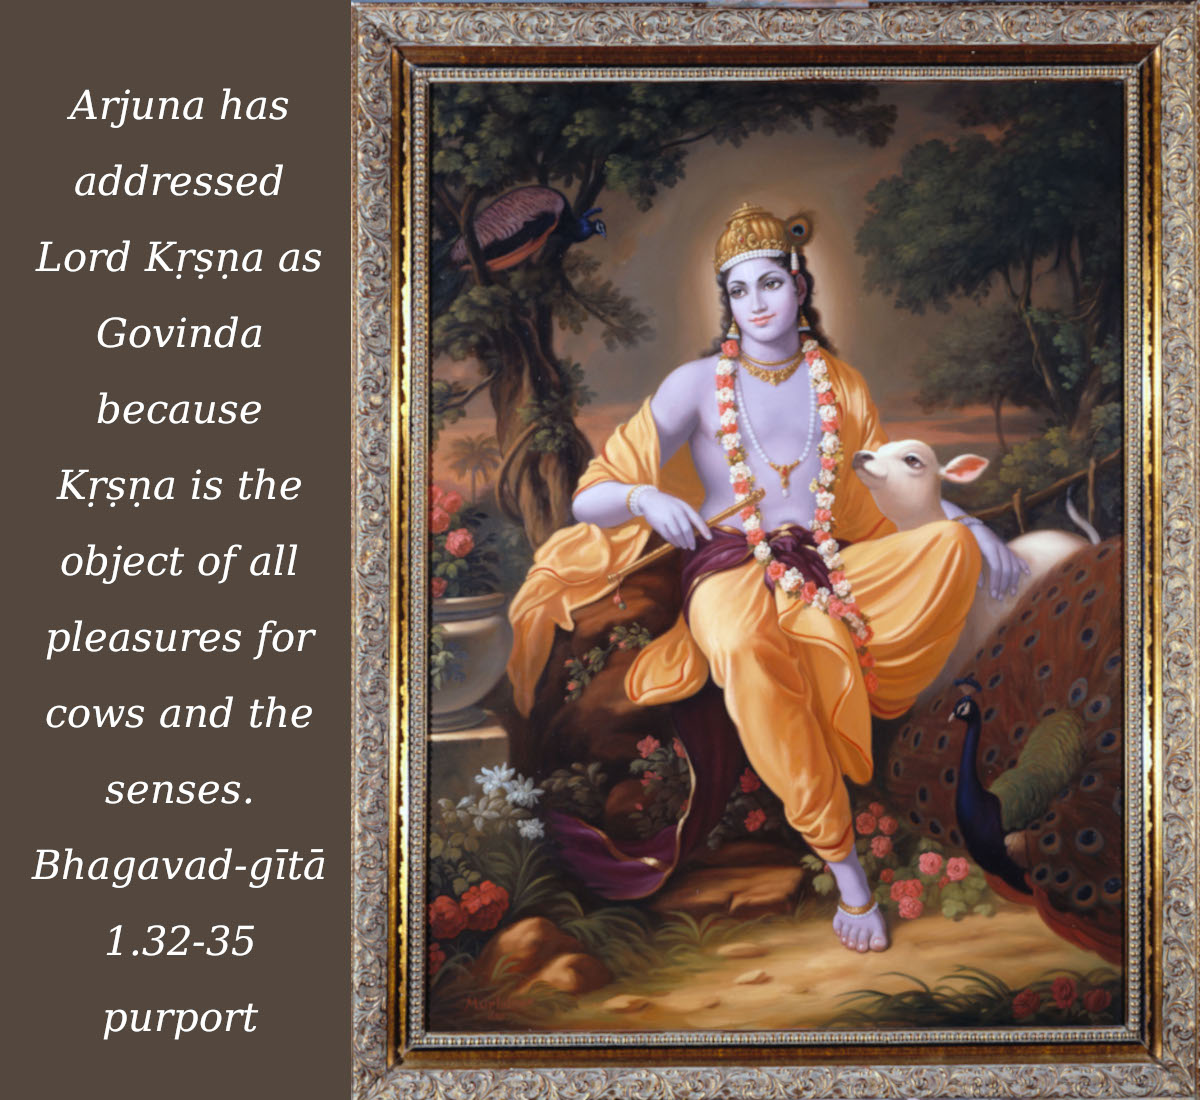 Arjuna has
addressed
Lord Kṛṣṇa as
Govinda
because
Kṛṣṇa is the
object of all
pleasures for
cows and the
senses.
Bhagavad-gītā
1.32-35
purport